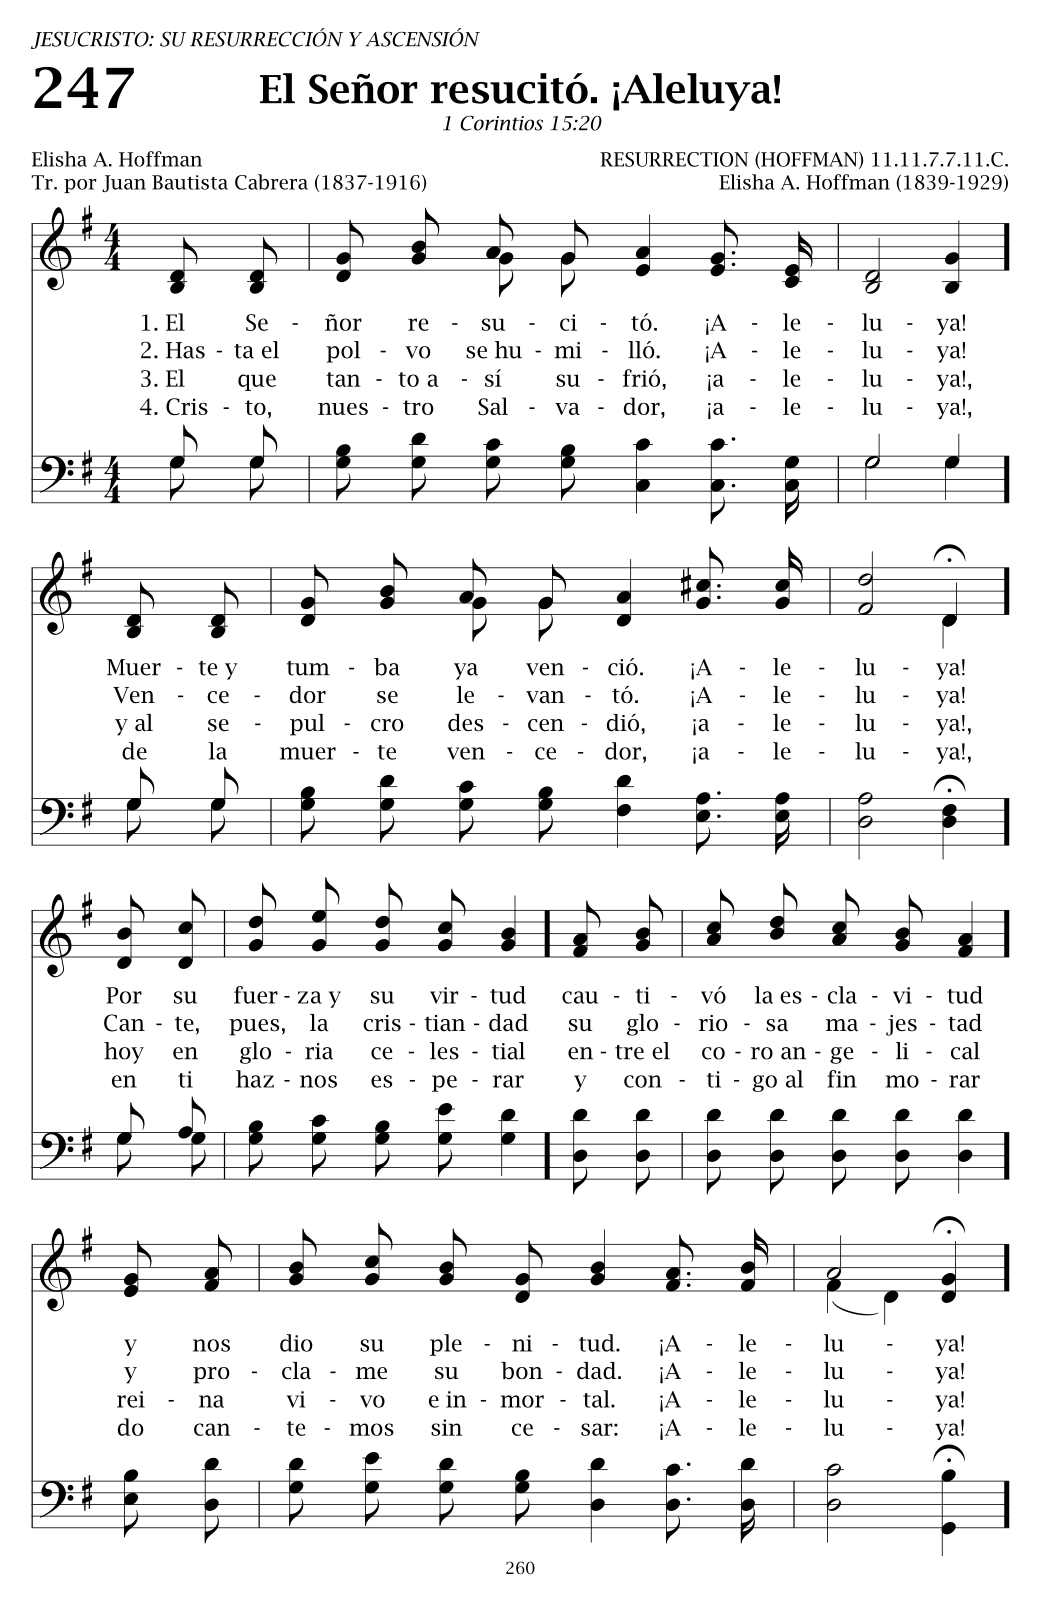 JESUCRISTO: SU RESURRECCIÓN Y ASCENSIÓN
247
El Señor resucitó. ¡Aleluya!
1 Corintios 15:20
Elisha A. Hoffman
RESURRECTION (HOFFMAN) 11.11.7.7.11.C.
Tr. por Juan Bautista Cabrera (1837-1916)
Elisha A. Hoffman (1839-1929)
4
4
1. El Se - ñor re - su - ci - tó. ¡A - le - lu - ya!
2. Has - ta el pol - vo se hu - mi - lló. ¡A - le - lu - ya!
3. El que tan - to a - sí su - frió, ¡a - le - lu - ya!,
4. Cris - to, nues - tro Sal - va - dor, ¡a - le - lu - ya!,
4
4
Muer - te y tum - ba ya ven - ció. ¡A - le - lu - ya!
Ven - ce - dor se le - van - tó. ¡A - le - lu - ya!
y al se - pul - cro des - cen - dió, ¡a - le - lu - ya!,
de la muer - te ven - ce - dor, ¡a - le - lu - ya!,
Por su fuer - za y su vir - tud cau - ti - vó la es - cla - vi - tud
Can - te, pues, la cris - tian - dad su glo - rio - sa ma - jes - tad
hoy en glo - ria ce - les - tial en - tre el co - ro an - ge - li - cal
en ti haz - nos es - pe - rar y con - ti - go al fin mo - rar
y nos dio su ple - ni - tud. ¡A - le - lu - ya!
y pro - cla - me su bon - dad. ¡A - le - lu - ya!
rei - na vi - vo e in - mor - tal. ¡A - le - lu - ya!
do can - te - mos sin ce - sar: ¡A - le - lu - ya!
260